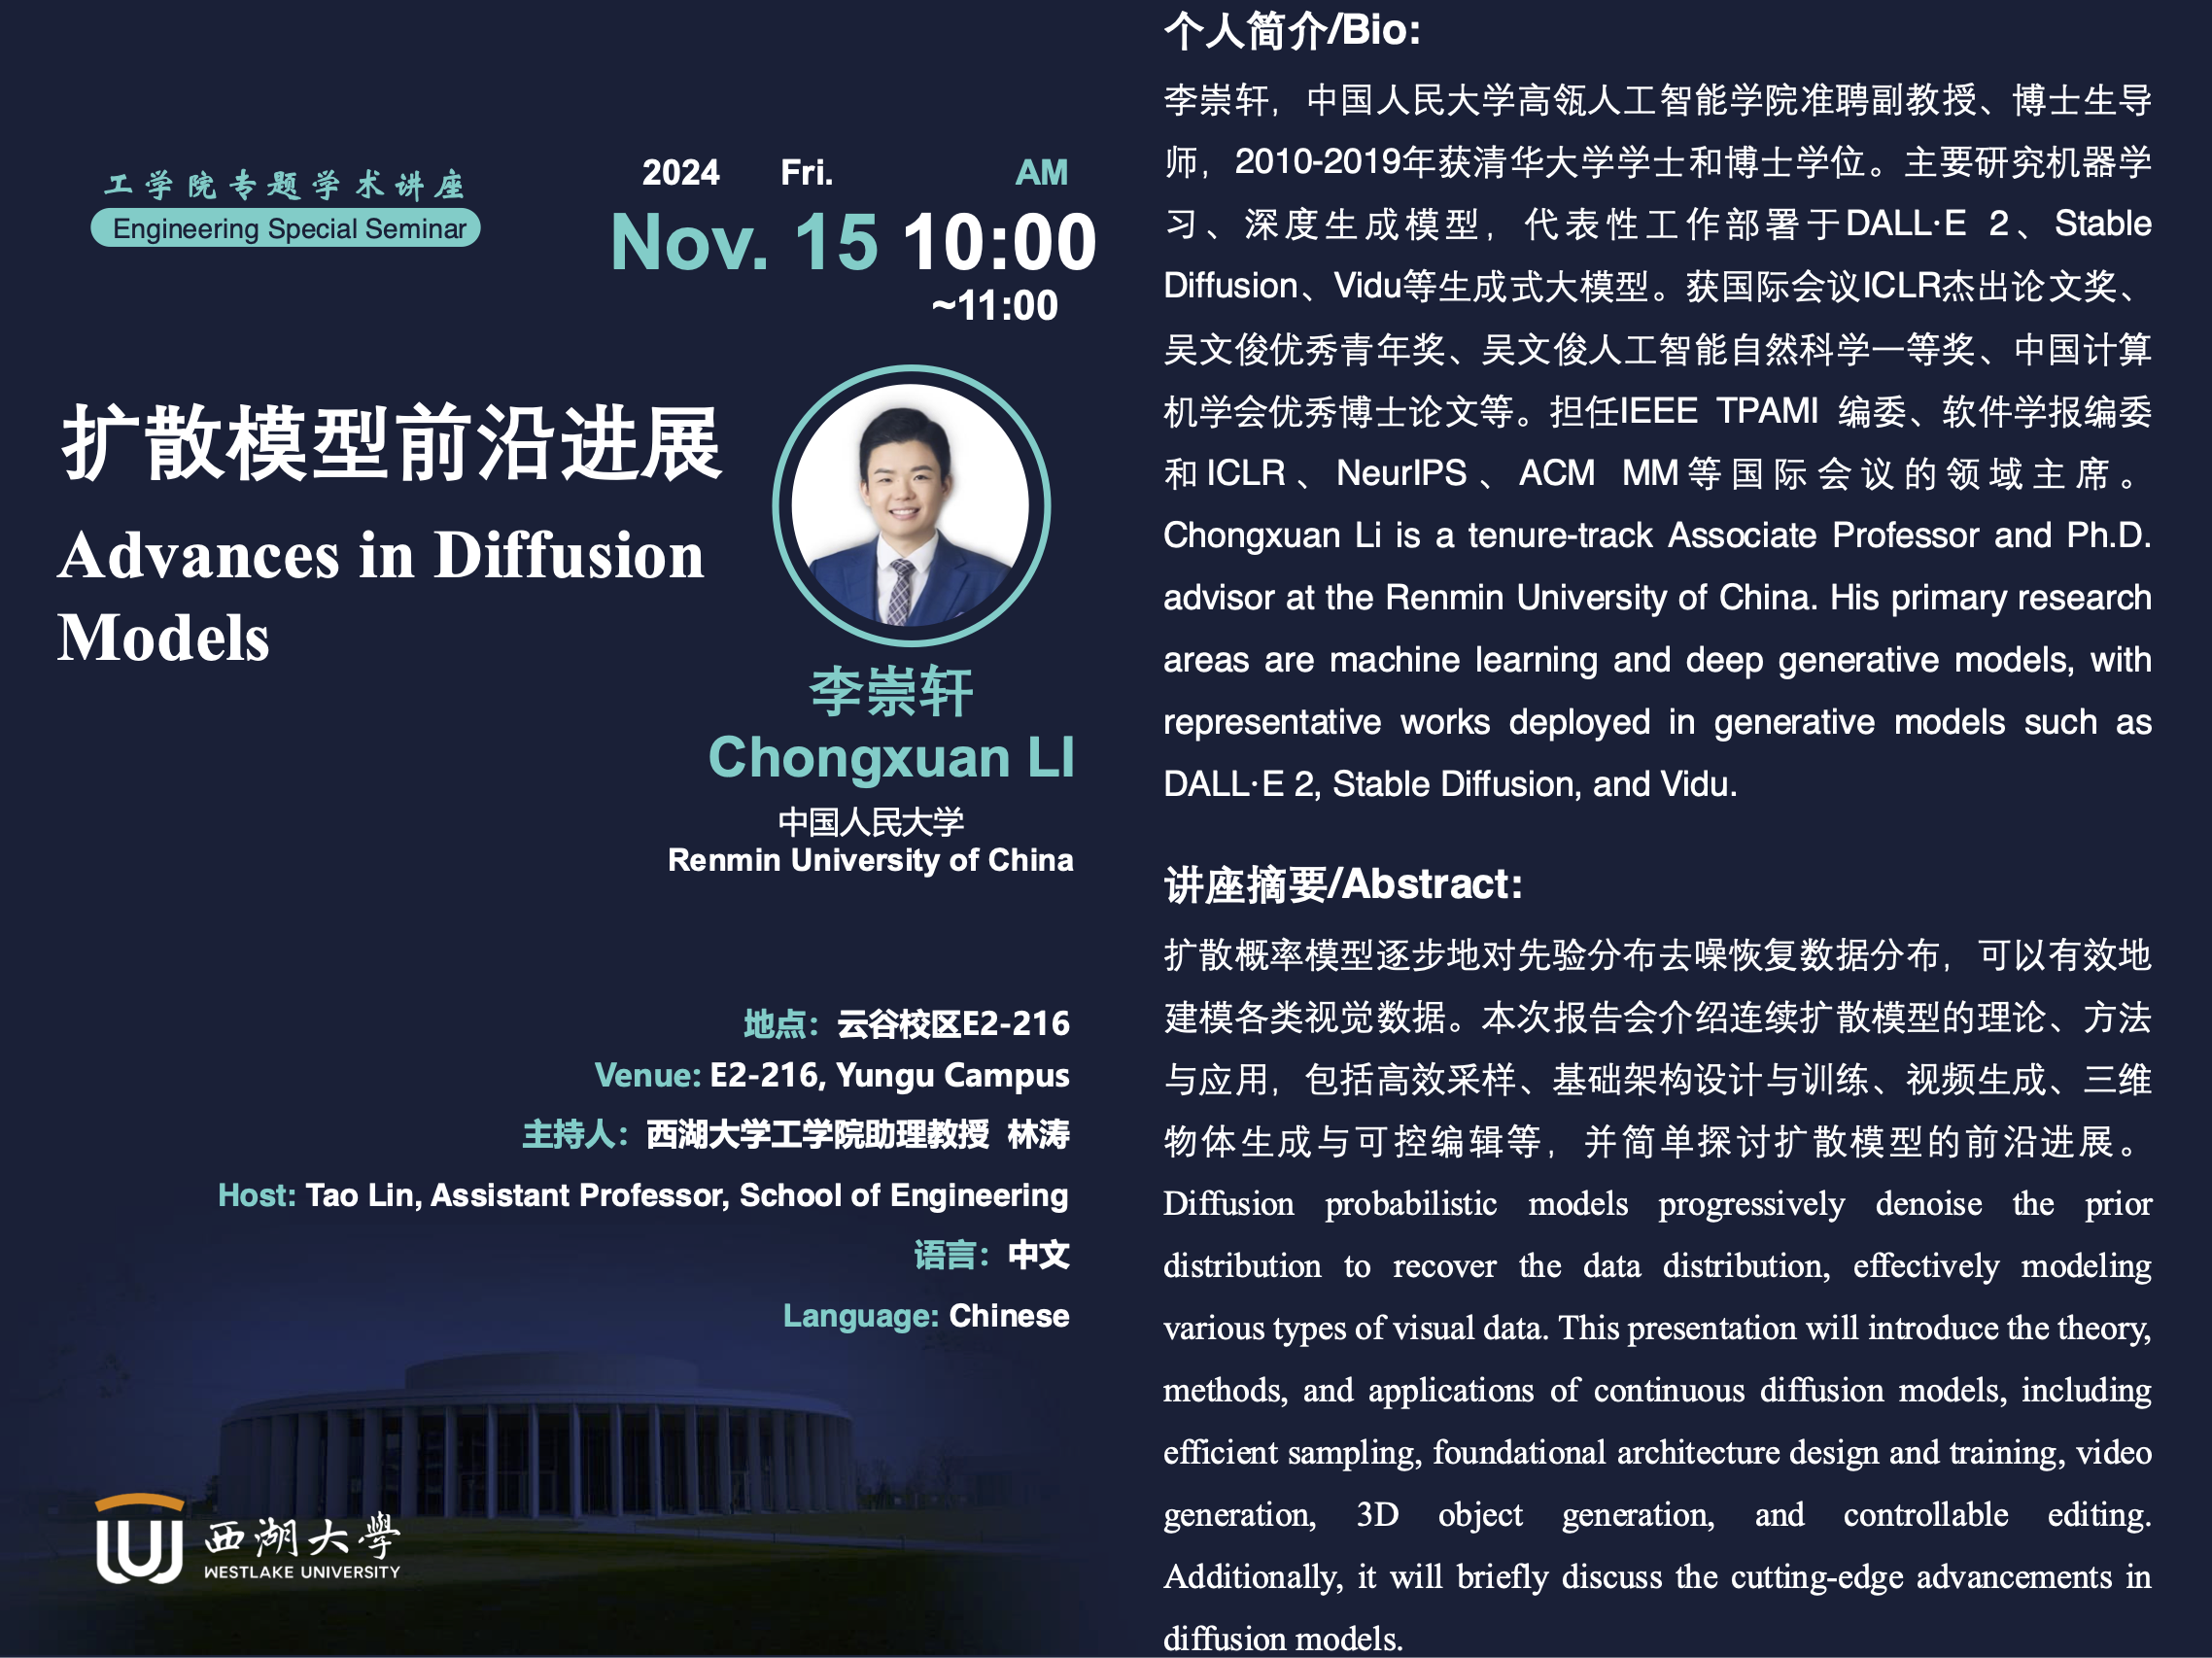 工学院专题学术讲座
Engineering Special Seminar
2024 Fri. AM
Nov. 15 10:00
~11:00
扩散模型前沿进展
Advances in Diffusion
Models
李崇轩
Chongxuan LI
中国人民大学
Renmin University of China
地点：云谷校区E2-216
Venue: E2-216, Yungu Campus
主持人：西湖大学工学院助理教授 林涛
Host: Tao Lin, Assistant Professor, School of Engineering
语言：中文
Language: Chinese
西湖大學
WESTLAKE UNIVERSITY
个人简介/Bio:
李崇轩，中国人民大学高瓴人工智能学院准聘副教授、博士生导
师，2010-2019年获清华大学学士和博士学位。主要研究机器学
习、深度生成模型，代表性工作部署于DALL·E 2、Stable
Diffusion、Vidu等生成式大模型。获国际会议ICLR杰出论文奖、
吴文俊优秀青年奖、吴文俊人工智能自然科学一等奖、中国计算
机学会优秀博士论文等。担任IEEE TPAMI 编委、软件学报编委
和ICLR、NeurIPS、ACM MM等国际会议的领域主席。
Chongxuan Li is a tenure-track Associate Professor and Ph.D.
advisor at the Renmin University of China. His primary research
areas are machine learning and deep generative models, with
representative works deployed in generative models such as
DALL·E 2, Stable Diffusion, and Vidu.
讲座摘要/Abstract:
扩散概率模型逐步地对先验分布去噪恢复数据分布，可以有效地
建模各类视觉数据。本次报告会介绍连续扩散模型的理论、方法
与应用，包括高效采样、基础架构设计与训练、视频生成、三维
物体生成与可控编辑等，并简单探讨扩散模型的前沿进展。
Diffusion probabilistic models progressively denoise the prior
distribution to recover the data distribution, effectively modeling
various types of visual data. This presentation will introduce the theory,
methods, and applications of continuous diffusion models, including
efficient sampling, foundational architecture design and training, video
generation, 3D object generation, and controllable editing.
Additionally, it will briefly discuss the cutting-edge advancements in
diffusion models.